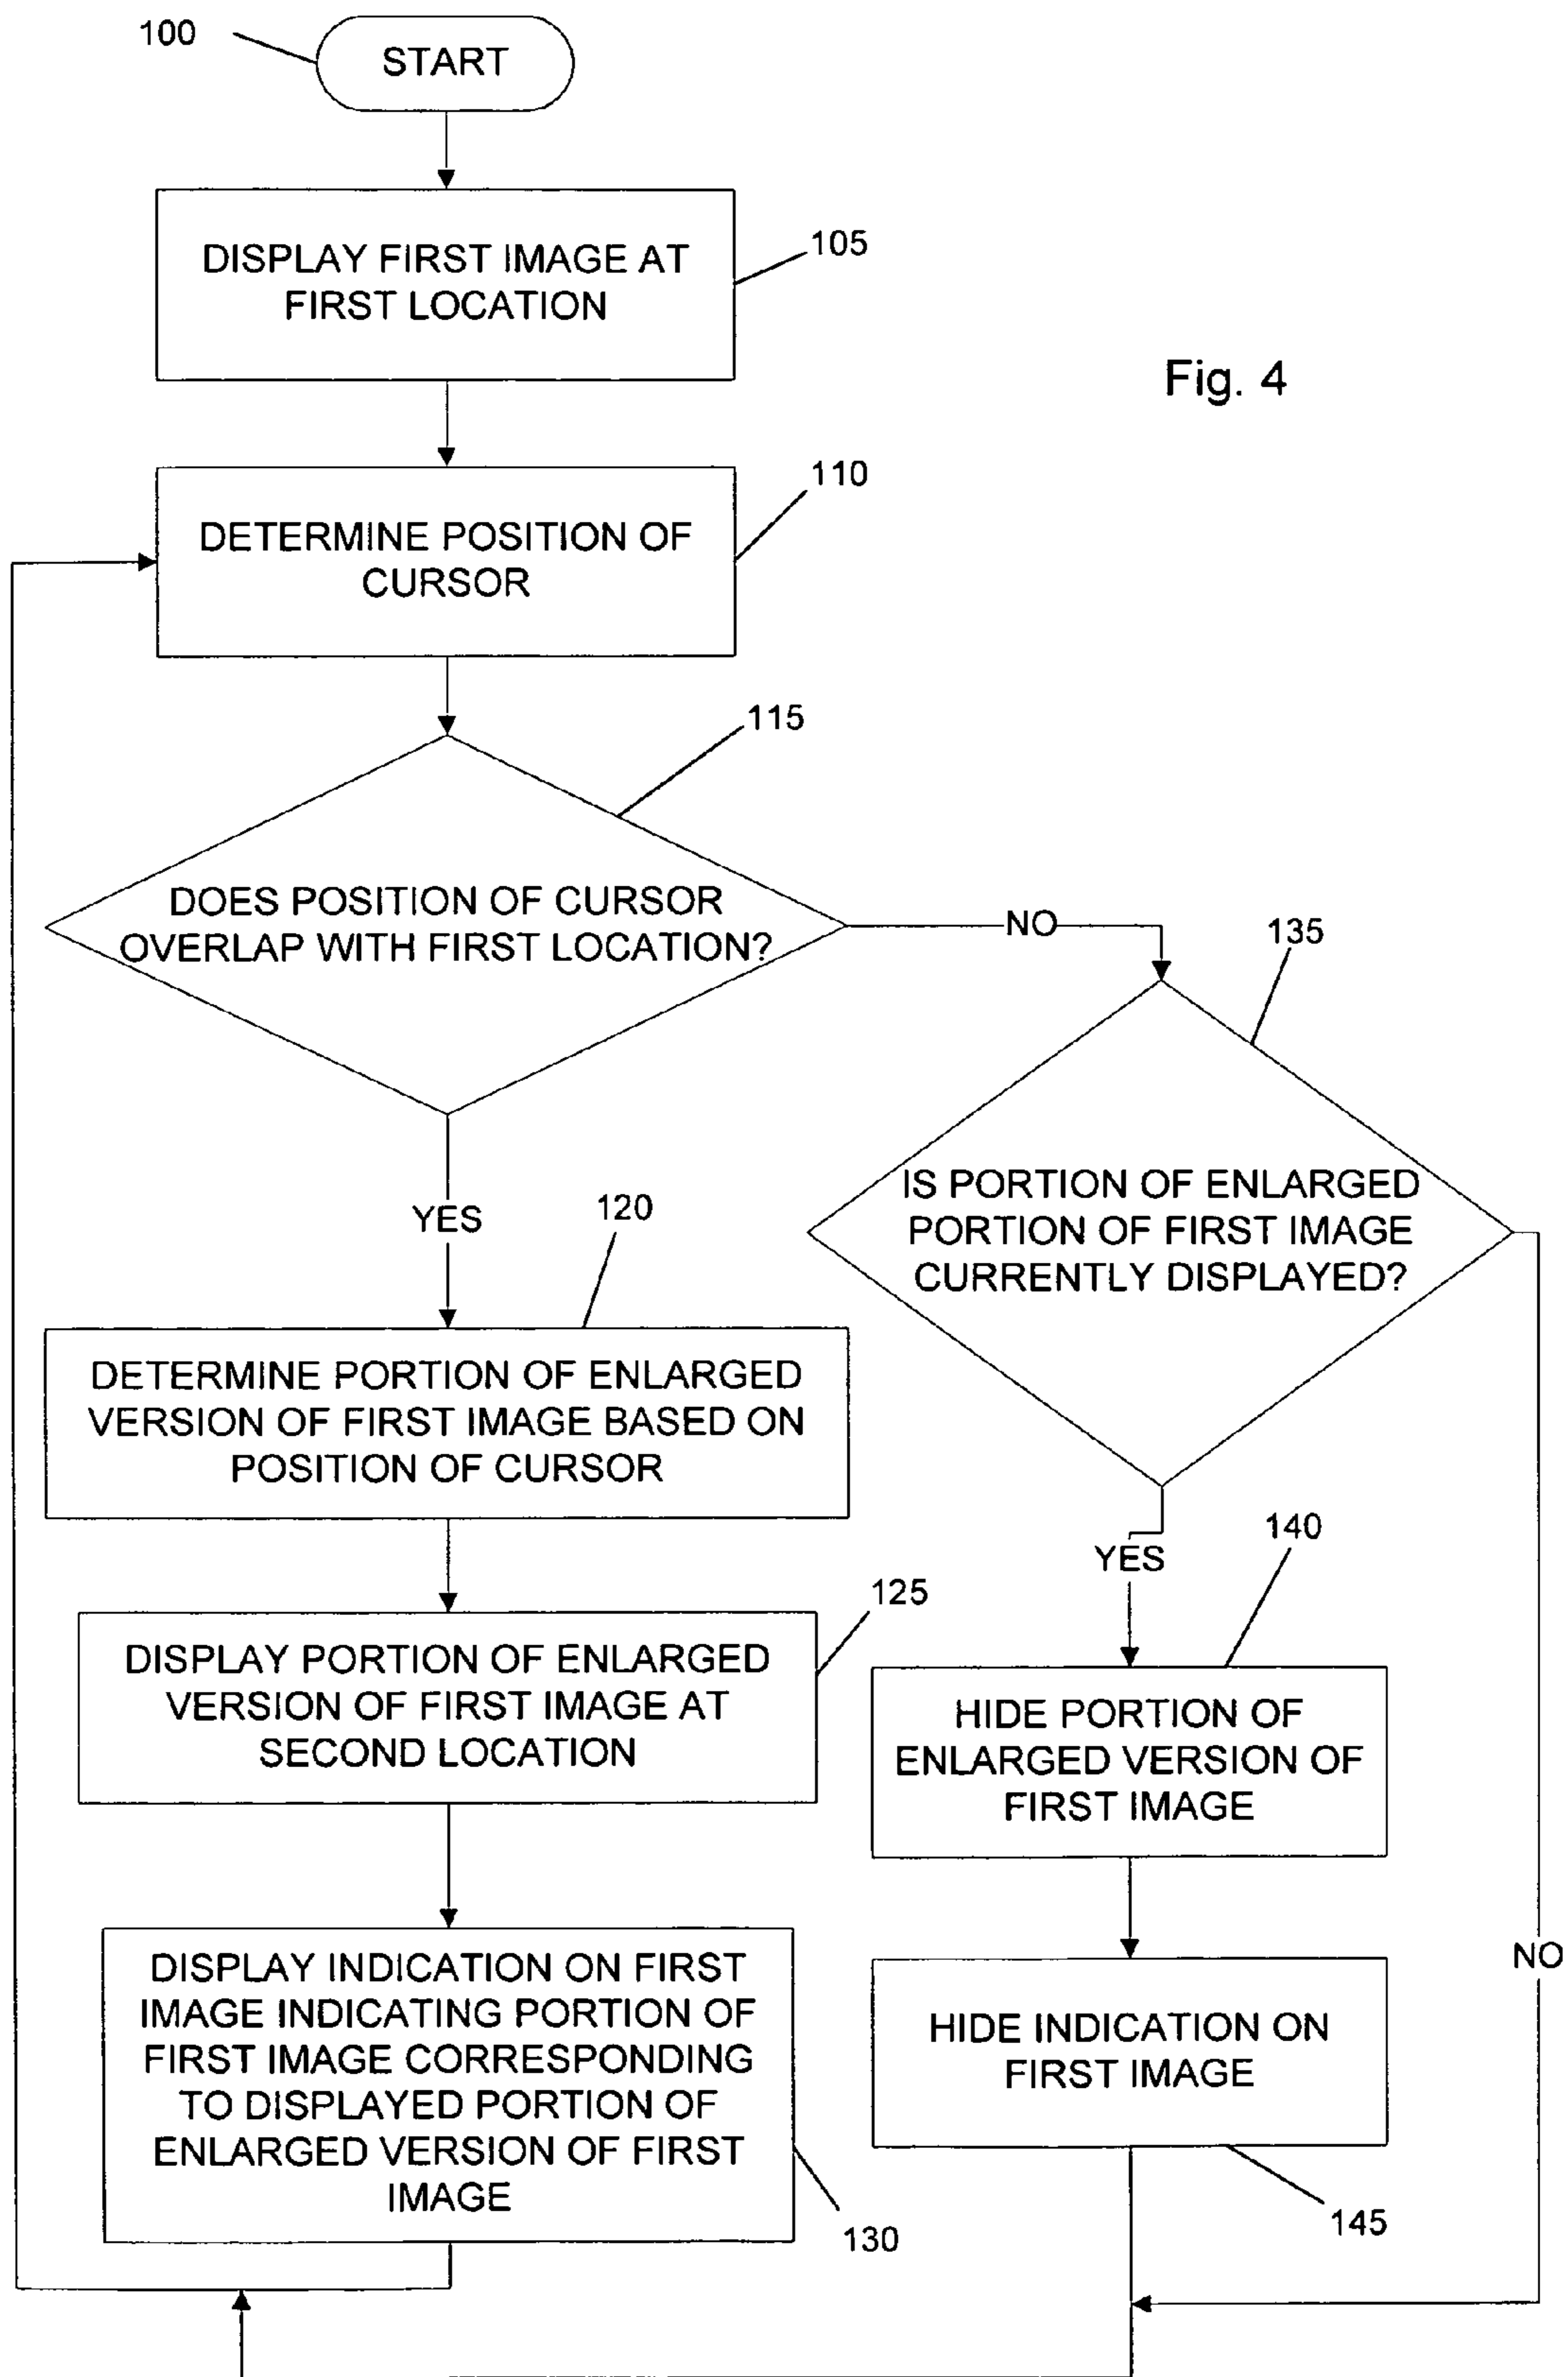 100
START
DISPLAY FIRST IMAGE AT
FIRST LOCATION
105
Fig. 4
110
DETERMINE POSITION OF
CURSOR
115
DOES POSITION OF CURSOR
OVERLAP WITH FIRST LOCATION?
NO
135
IS PORTION OF ENLARGED
PORTION OF FIRST IMAGE
CURRENTLY DISPLAYED?
YES
120
DETERMINE PORTION OF ENLARGED
VERSION OF FIRST IMAGE BASED ON
POSITION OF CURSOR
YES
140
125
DISPLAY PORTION OF ENLARGED
VERSION OF FIRST IMAGE AT
SECOND LOCATION
HIDE PORTION OF
ENLARGED VERSION OF
FIRST IMAGE
NO
DISPLAY INDICATION ON FIRST
IMAGE INDICATING PORTION OF
FIRST IMAGE CORRESPONDING
TO DISPLAYED PORTION OF
ENLARGED VERSION OF FIRST
IMAGE
130
HIDE INDICATION ON
FIRST IMAGE
145